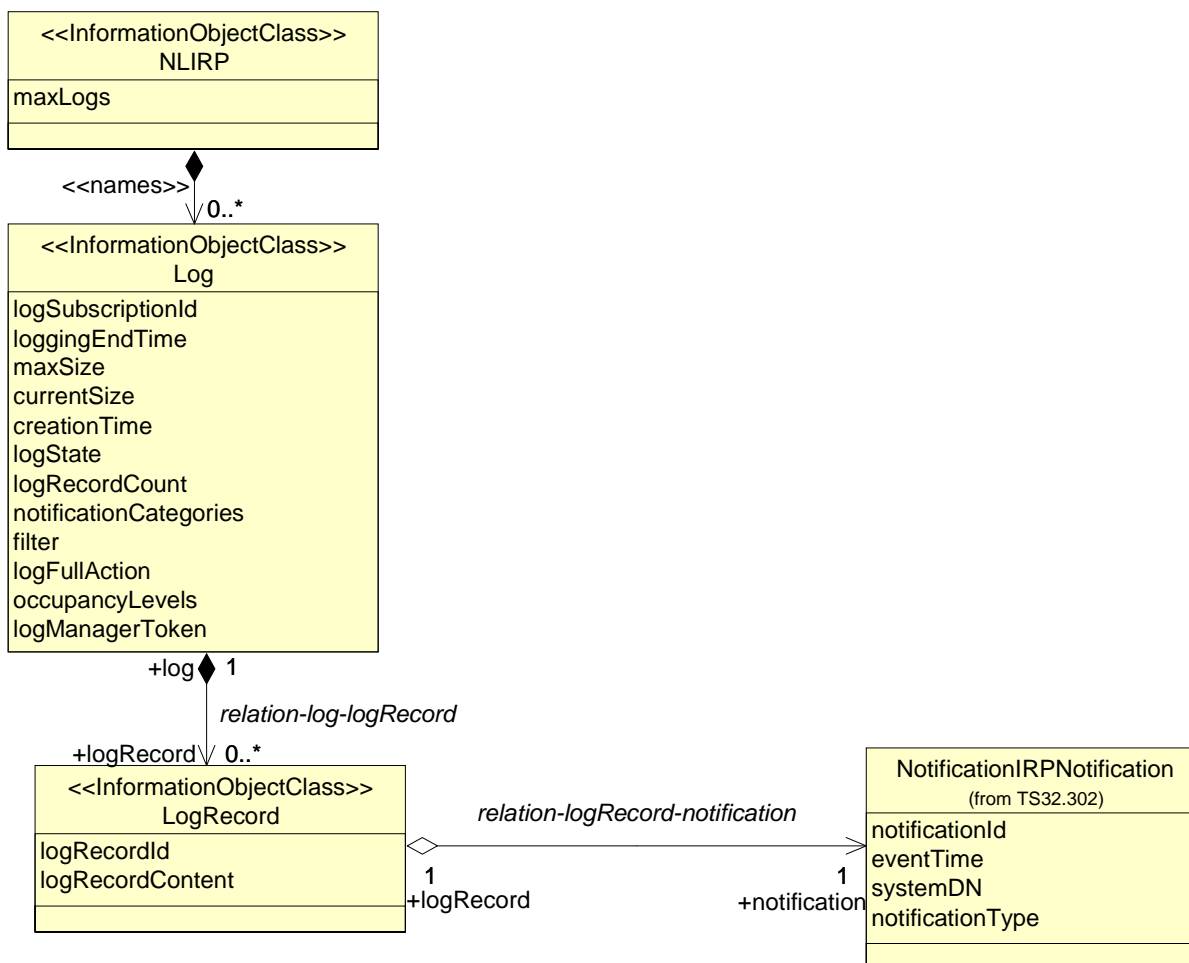 <<InformationObjectClass>>
NLIRP
maxLogs
<<names>>
0..*
<<InformationObjectClass>>
Log
logSubscriptionId
loggingEndTime
maxSize
currentSize
creationTime
logState
logRecordCount
notificationCategories
filter
logFullAction
occupancyLevels
logManagerToken
+log 1
relation-log-logRecord
+logRecord 0..*
<<InformationObjectClass>>
LogRecord
logRecordId
logRecordContent
relation-logRecord-notification
1
+logRecord
1
+notification
NotificationIRPNotification
(from TS32.302)
notificationId
eventTime
systemDN
notificationType